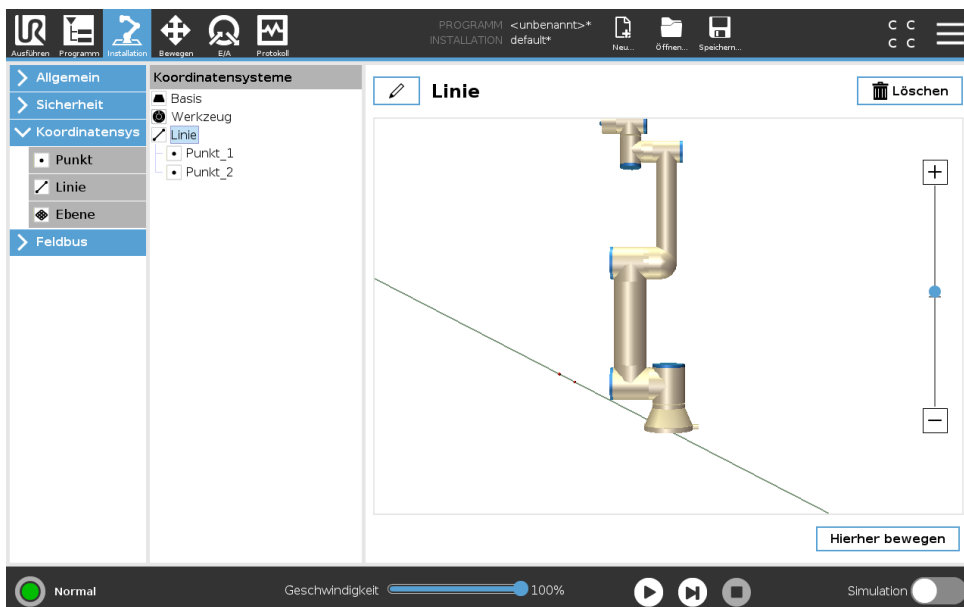 UR
Ausführen
Programm
Installation
Bewegen
E/A
Protokoll
PROGRAMM <unbenannt>*
INSTALLATION default*
Neu...
Öffnen...
Speichern...
C C
C C
Allgemein
Sicherheit
Koordinatensys
Punkt
Linie
Ebene
Feldbus
Koordinatensysteme
Basis
Werkzeug
Linie
Punkt_1
Punkt_2
Linie
Löschen
Hierher bewegen
Normal
Geschwindigkeit 100%
Simulation